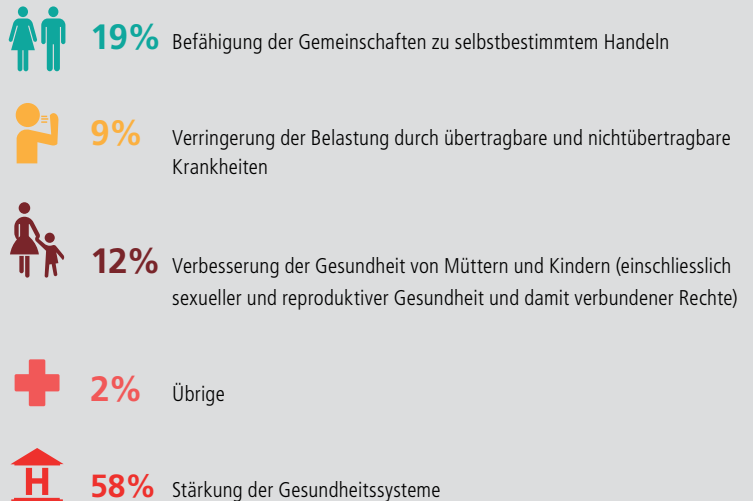 19% Befähigung der Gemeinschaften zu selbstbestimmtem Handeln
9% Verringerung der Belastung durch übertragbare und nichtübertragbare
Krankheiten
12% Verbesserung der Gesundheit von Müttern und Kindern (einschliesslich
sexueller und reproduktiver Gesundheit und damit verbundener Rechte)
2% Übrige
H
58% Stärkung der Gesundheitssysteme